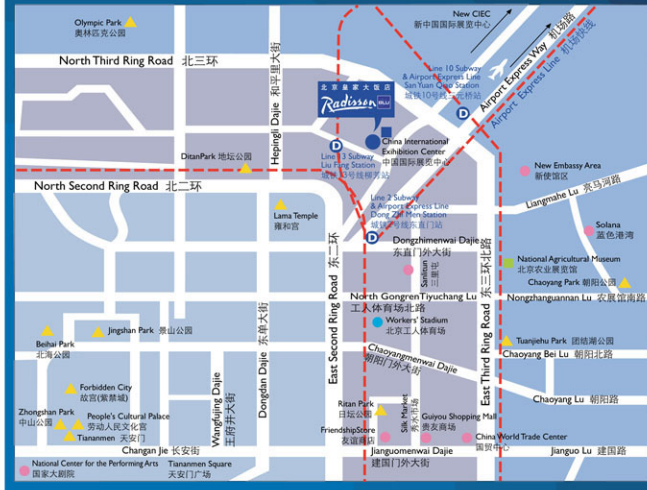 Olympic Park
奥林匹克公园
New CIEC
新中国国际展览中心
North Third Ring Road 北三环
Hepingli Dajie 和平里大街
Line 10 Subway
& Airport Express Line
San Yuan Qiao Station
城铁10号线三元桥站
Airport Express Way 机场路
Airport Express Line 机场快线
北京皇家大饭店
Radisson
BLU
D
China International
Exihibition Center
中国国际展览中心
DitanPark 地坛公园
D
Line 13 Subway
Liu Fang Station
城铁13号线柳芳站
New Embassy Area
新使馆区
North Second Ring Road 北二环
Liangmahe Lu 亮马河路
Lama Temple
雍和宫
Line 2 Subway
& Airport Express Line
Dong Zhi Men Station
城铁2号线东直门站
D
Solana
蓝色港湾
Dongzhimenwai Dajie
东直门外大街
Sanlitun
三里屯
National Agricultural Museum
北京农业展览馆
Chaoyang Park 朝阳公园
East Second Ring Road 东二环
East Third Ring Road 东三环北路
North GongrenTiyuchang Lu
工人体育场北路
Nongzhanguannan Lu 农展馆南路
Beihai Park
北海公园
Jingshan Park 景山公园
Dongdan Dajie 东单大街
Workers' Stadium
北京工人体育场
Tuanjiehu Park 团结湖公园
Chaoyang Bei Lu 朝阳北路
Chaoyangmenwai Dajie
朝阳门外大街
Forbidden City
故宫(紫禁城)
Wangfujing Dajie
王府井大街
Chaoyang Lu 朝阳路
Zhongshan Park
中山公园
People's Cultural Palace
劳动人民文化宫
Tiananmen 天安门
Ritan Park
日坛公园
Silk Market
秀水市场
Guiyou Shopping Mall
贵友商场
FriendshipStore
友谊商店
China World Trade Center
国贸中心
Changan Jie 长安街
Jianguomenwai Dajie
建国门外大街
Jianguo Lu 建国路
National Center for the Performing Arts
国家大剧院
Tiananmen Square
天安门广场